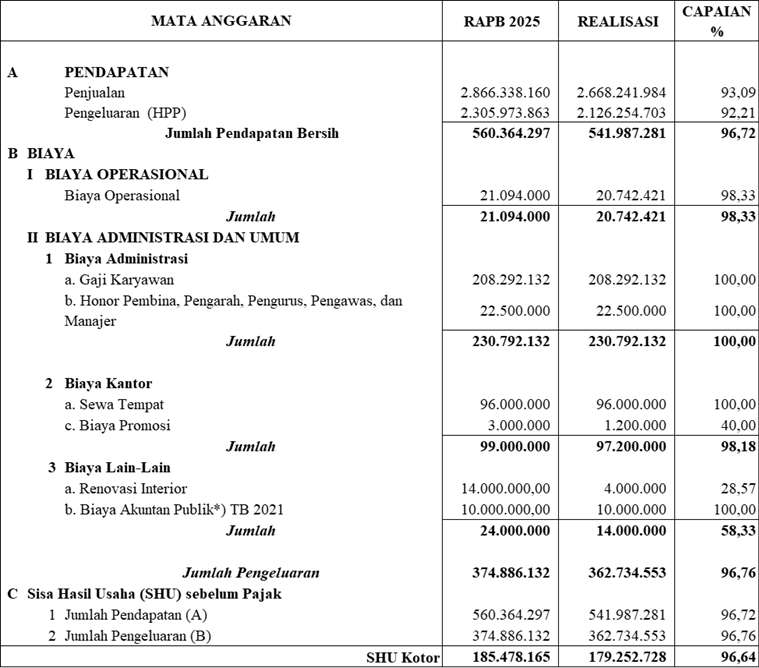 MATA ANGGARAN RAPB 2025 REALISASI CAPAIAN %
A PENDAPATAN
Penjualan 2.866.338.160 2.668.241.984 93,09
Pengeluaran (HPP) 2.305.973.863 2.126.254.703 92,21
Jumlah Pendapatan Bersih 560.364.297 541.987.281 96,72
B BIAYA
I BIAYA OPERASIONAL
Biaya Operasional 21.094.000 20.742.421 98,33
Jumlah 21.094.000 20.742.421 98,33
II BIAYA ADMINISTRASI DAN UMUM
1 Biaya Administrasi
a. Gaji Karyawan 208.292.132 208.292.132 100,00
b. Honor Pembina, Pengarah, Pengurus, Pengawas, dan
Manajer 22.500.000 22.500.000 100,00
Jumlah 230.792.132 230.792.132 100,00
2 Biaya Kantor
a. Sewa Tempat 96.000.000 96.000.000 100,00
c. Biaya Promosi 3.000.000 1.200.000 40,00
Jumlah 99.000.000 97.200.000 98,18
3 Biaya Lain-Lain
a. Renovasi Interior 14.000.000,00 4.000.000 28,57
b. Biaya Akuntan Publik*) TB 2021 10.000.000,00 10.000.000 100,00
Jumlah 24.000.000 14.000.000 58,33
Jumlah Pengeluaran 374.886.132 362.734.553 96,76
C Sisa Hasil Usaha (SHU) sebelum Pajak
1 Jumlah Pendapatan (A) 560.364.297 541.987.281 96,72
2 Jumlah Pengeluaran (B) 374.886.132 362.734.553 96,76
SHU Kotor 185.478.165 179.252.728 96,64